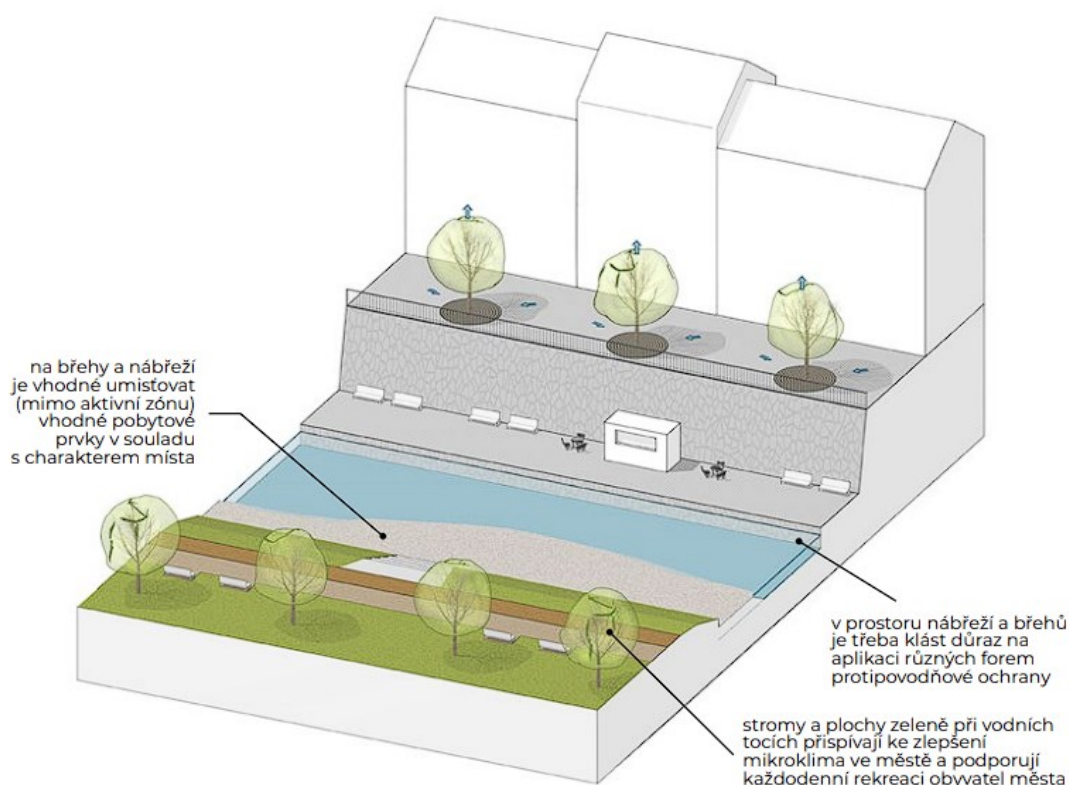 na břehy a nábřeží
je vhodné umisťovat
(mimo aktivní zónu)
vhodné pobytové
prvky v souladu
s charakterem místa
v prostoru nábřeží a břehů
je třeba klást důraz na
aplikaci různých forem
protipovodňové ochrany
stromy a plochy zeleně při vodních
tocích přispívají ke zlepšení
mikroklima ve městě a podporují
každodenní rekreaci obyvatel města